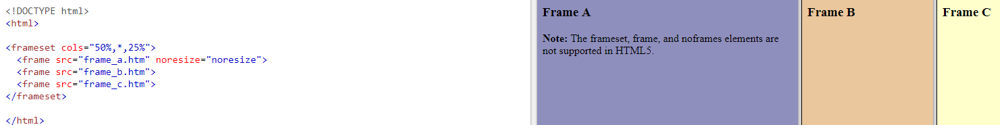 <!DOCTYPE html>
<html>
<frameset cols="50%,*,25%">
<frame src="frame_a.htm" noresize="noresize">
<frame src="frame_b.htm">
<frame src="frame_c.htm">
</frameset>
</html>
Frame A
Note: The frameset, frame, and noframes elements are
not supported in HTML5.
Frame B
Frame C